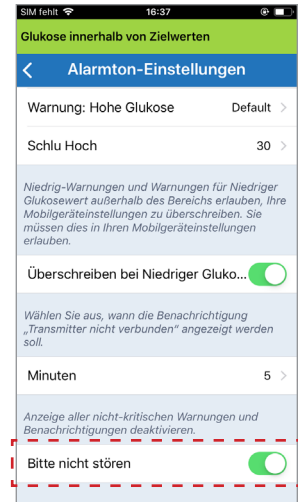 SIM fehlt 16:37
Glukose innerhalb von Zielwerten
Alarmton-Einstellungen
Warnung: Hohe Glukose Default
Schlu Hoch 30
Niedrig-Warnungen und Warnungen für Niedriger
Glukosewert außerhalb des Bereichs erlauben, Ihre
Mobilgeräteinstellungen zu überschreiben. Sie
müssen dies in Ihren Mobilgeräteinstellungen
erlauben.
Überschreiben bei Niedriger Gluko...
Wählen Sie aus, wann die Benachrichtigung
„Transmitter nicht verbunden" angezeigt werden
soll.
Minuten 5
Anzeige aller nicht-kritischen Warnungen und
Benachrichtigungen deaktivieren.
Bitte nicht stören